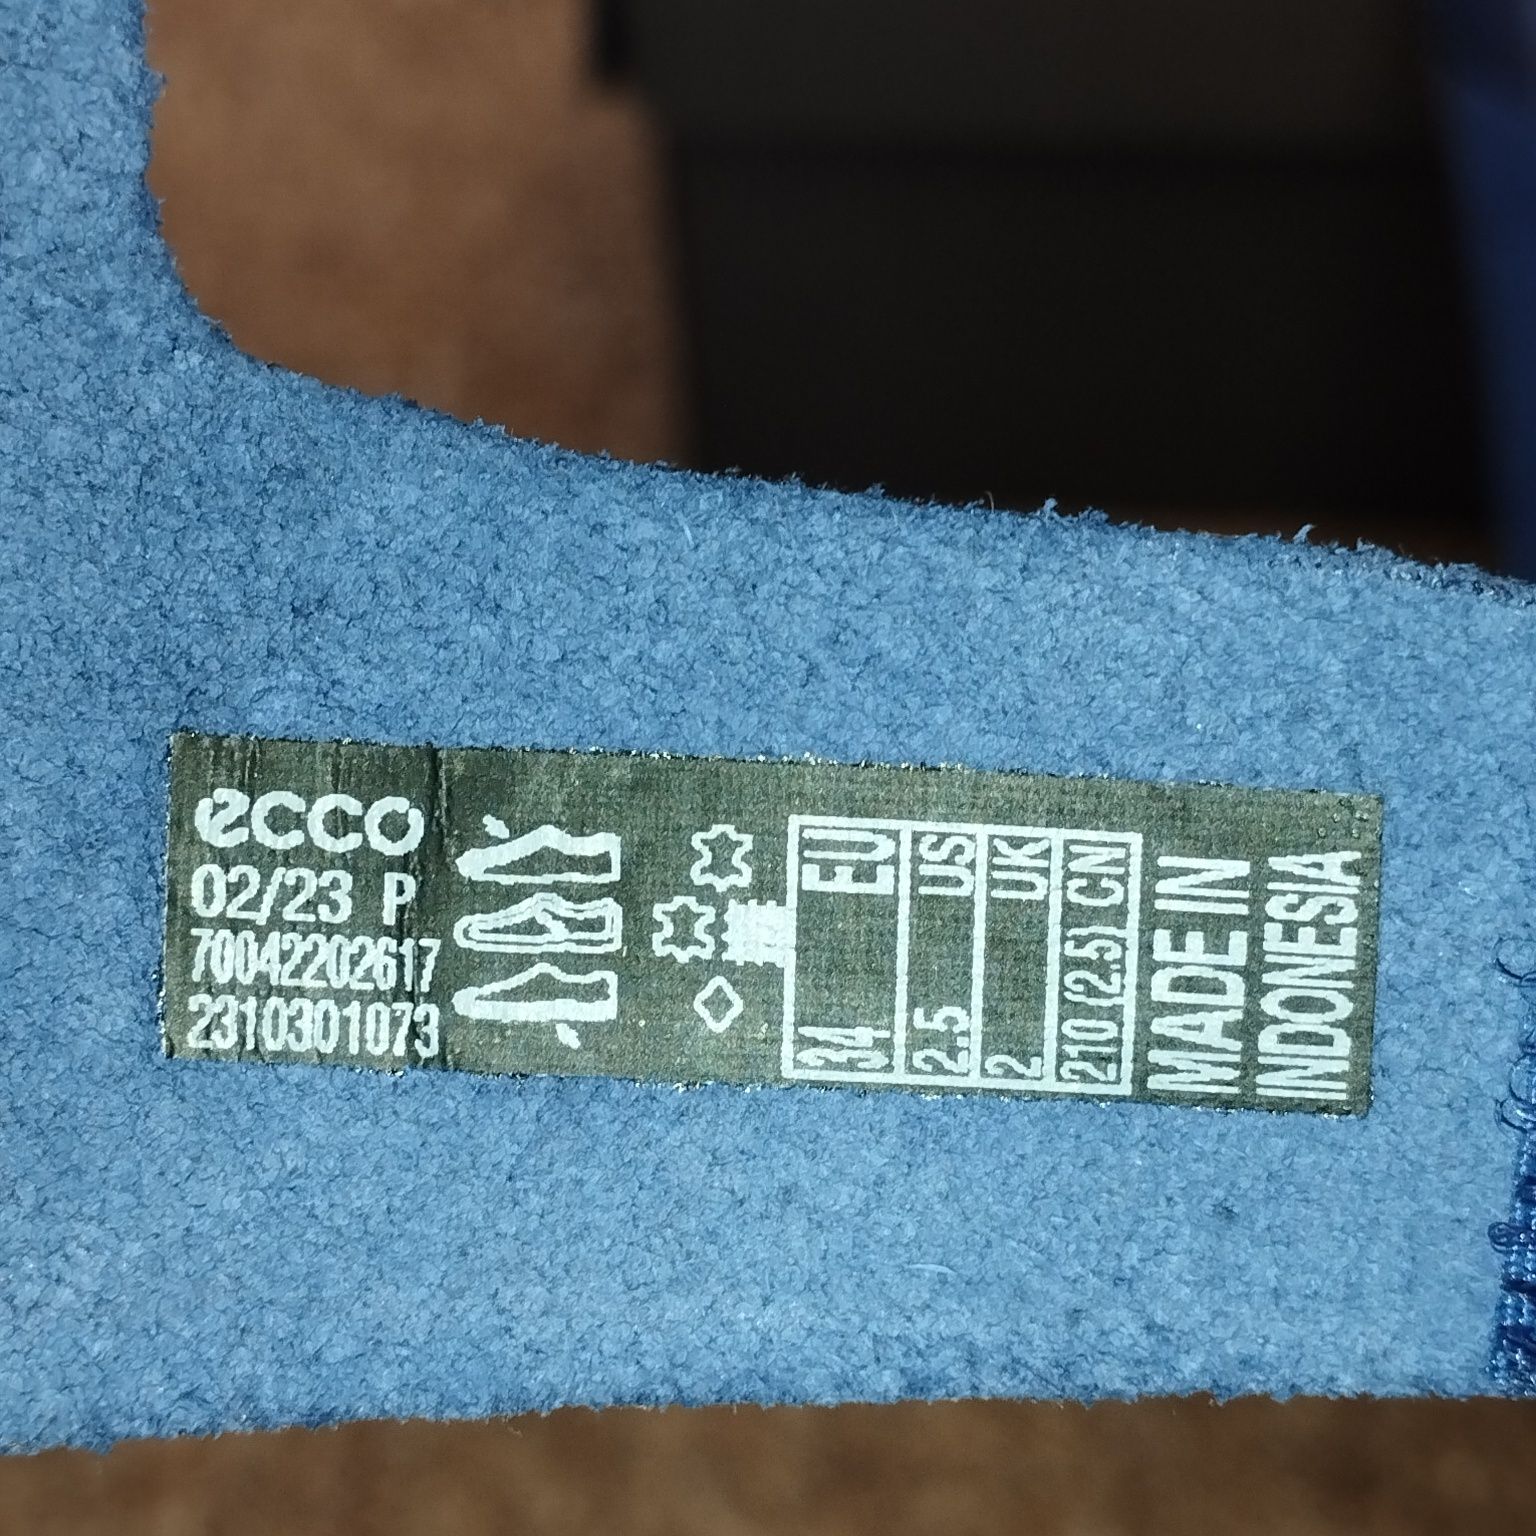 ecco
02/23 P
70042202617
2310301073
EU 34
US 2.5
UK 2
CN 210 (2.5)
MADE IN
INDONESIA